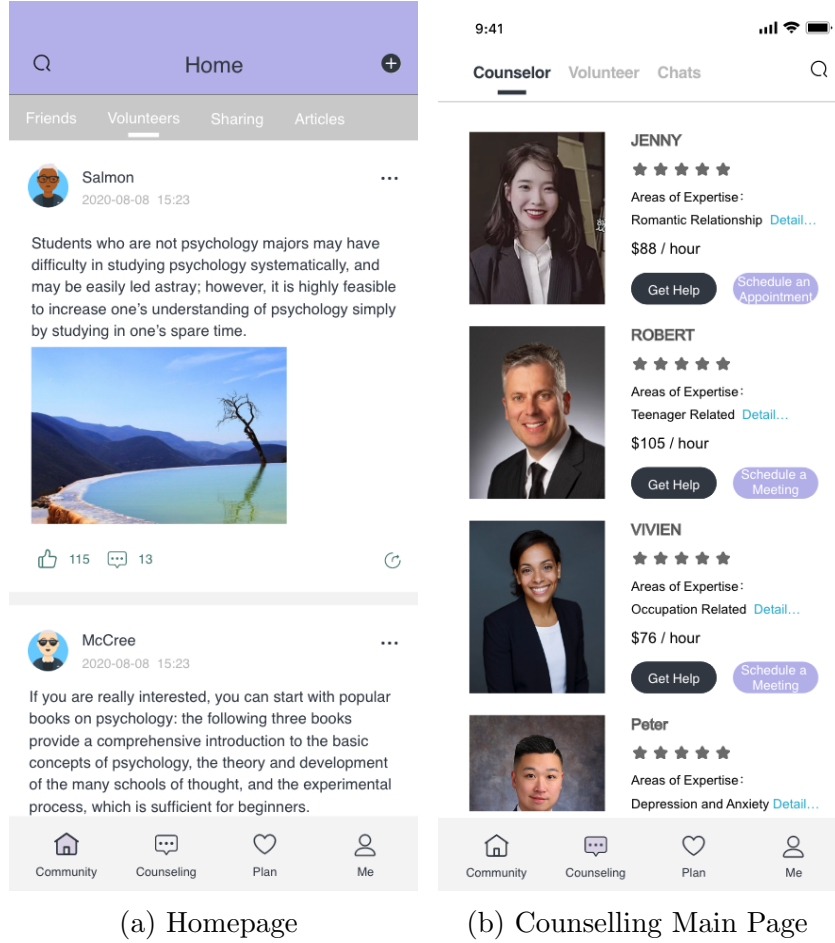 Home
Friends Volunteers Sharing Articles
Salmon
2020-08-08 15:23
Students who are not psychology majors may have
difficulty in studying psychology systematically, and
may be easily led astray; however, it is highly feasible
to increase one's understanding of psychology simply
by studying in one's spare time.
115 13
McCree
2020-08-08 15:23
If you are really interested, you can start with popular
books on psychology: the following three books
provide a comprehensive introduction to the basic
concepts of psychology, the theory and development
of the many schools of thought, and the experimental
process, which is sufficient for beginners.
Community Counseling Plan Me
(a) Homepage
9:41
Counselor Volunteer Chats
JENNY
Areas of Expertise:
Romantic Relationship Detail...
$88 / hour
Get Help
Schedule an
Appointment
ROBERT
Areas of Expertise:
Teenager Related Detail...
$105 / hour
Get Help
Schedule a
Meeting
VIVIEN
Areas of Expertise:
Occupation Related Detail...
$76 / hour
Get Help
Schedule a
Meeting
Peter
Areas of Expertise:
Depression and Anxiety Detail...
Community Counseling Plan Me
(b) Counselling Main Page